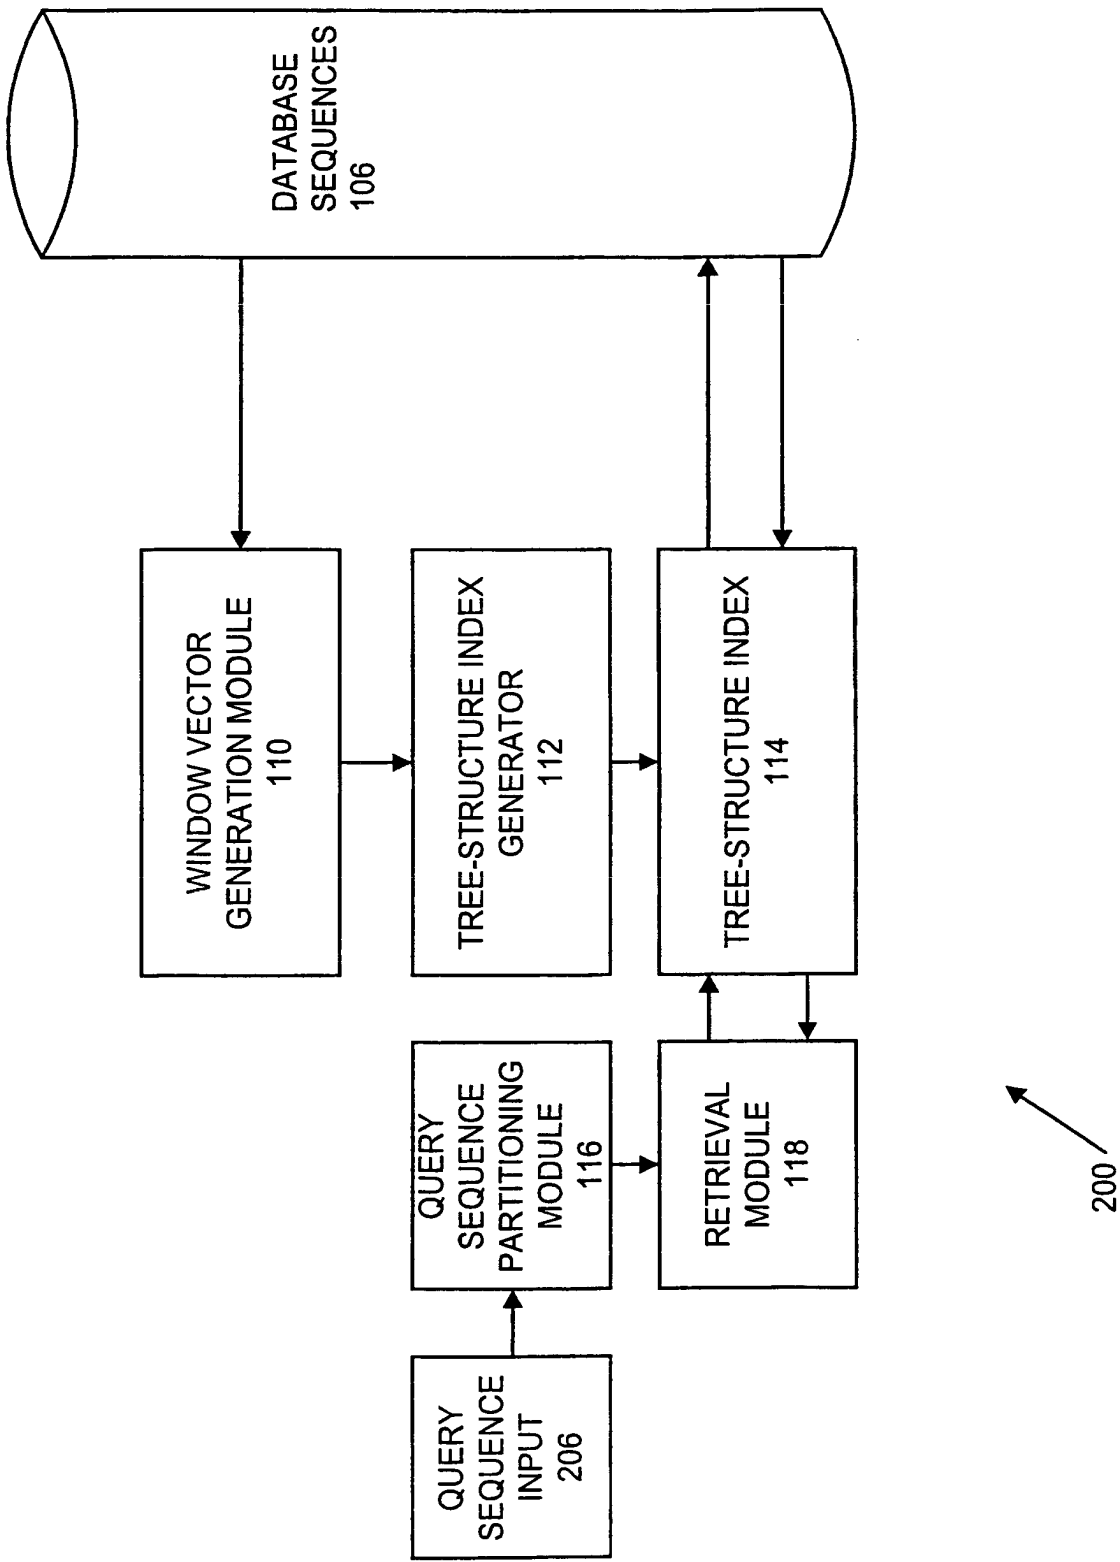 DATABASE
SEQUENCES
106
WINDOW VECTOR
GENERATION MODULE
110
TREE-STRUCTURE INDEX
GENERATOR
112
TREE-STRUCTURE INDEX
114
QUERY
SEQUENCE
PARTITIONING
MODULE
116
RETRIEVAL
MODULE
118
QUERY
SEQUENCE
INPUT
206
200